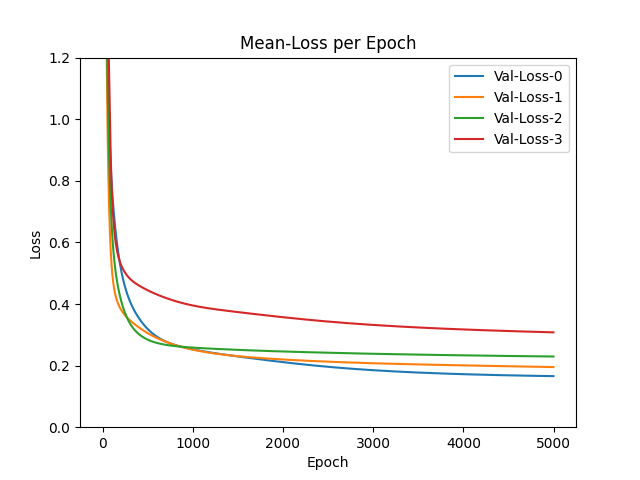 Mean-Loss per Epoch
Val-Loss-0
Val-Loss-1
Val-Loss-2
Val-Loss-3
Loss
1.2
1.0
0.8
0.6
0.4
0.2
0.0
0 1000 2000 3000 4000 5000
Epoch